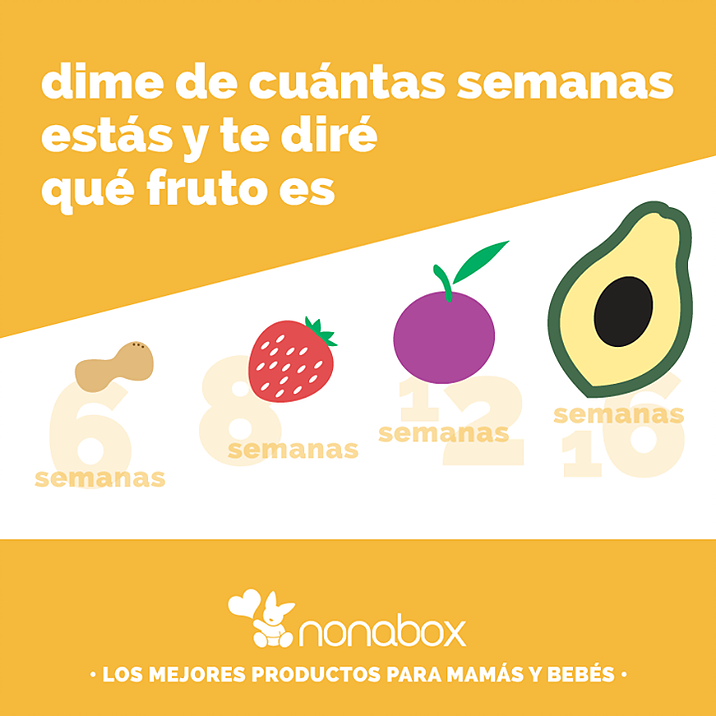 dime de cuántas semanas
estás y te diré
qué fruto es
6
semanas
8
semanas
12
semanas
16
semanas
nonabox
• LOS MEJORES PRODUCTOS PARA MAMÁS Y BEBÉS •